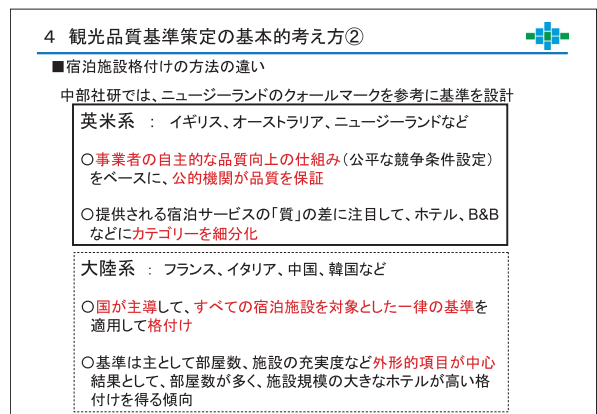 4 観光品質基準策定の基本的考え方②
■宿泊施設格付けの方法の違い
中部社研では、ニュージーランドのクォールマークを参考に基準を設計
英米系 : イギリス、オーストラリア、ニュージーランドなど
○事業者の自主的な品質向上の仕組み(公平な競争条件設定)
をベースに、公的機関が品質を保証
○提供される宿泊サービスの「質」の差に注目して、ホテル、B&B
などにカテゴリーを細分化
大陸系 : フランス、イタリア、中国、韓国など
○国が主導して、すべての宿泊施設を対象とした一律の基準を
適用して格付け
○基準は主として部屋数、施設の充実度など外形的項目が中心
結果として、部屋数が多く、施設規模の大きなホテルが高い格
付けを得る傾向